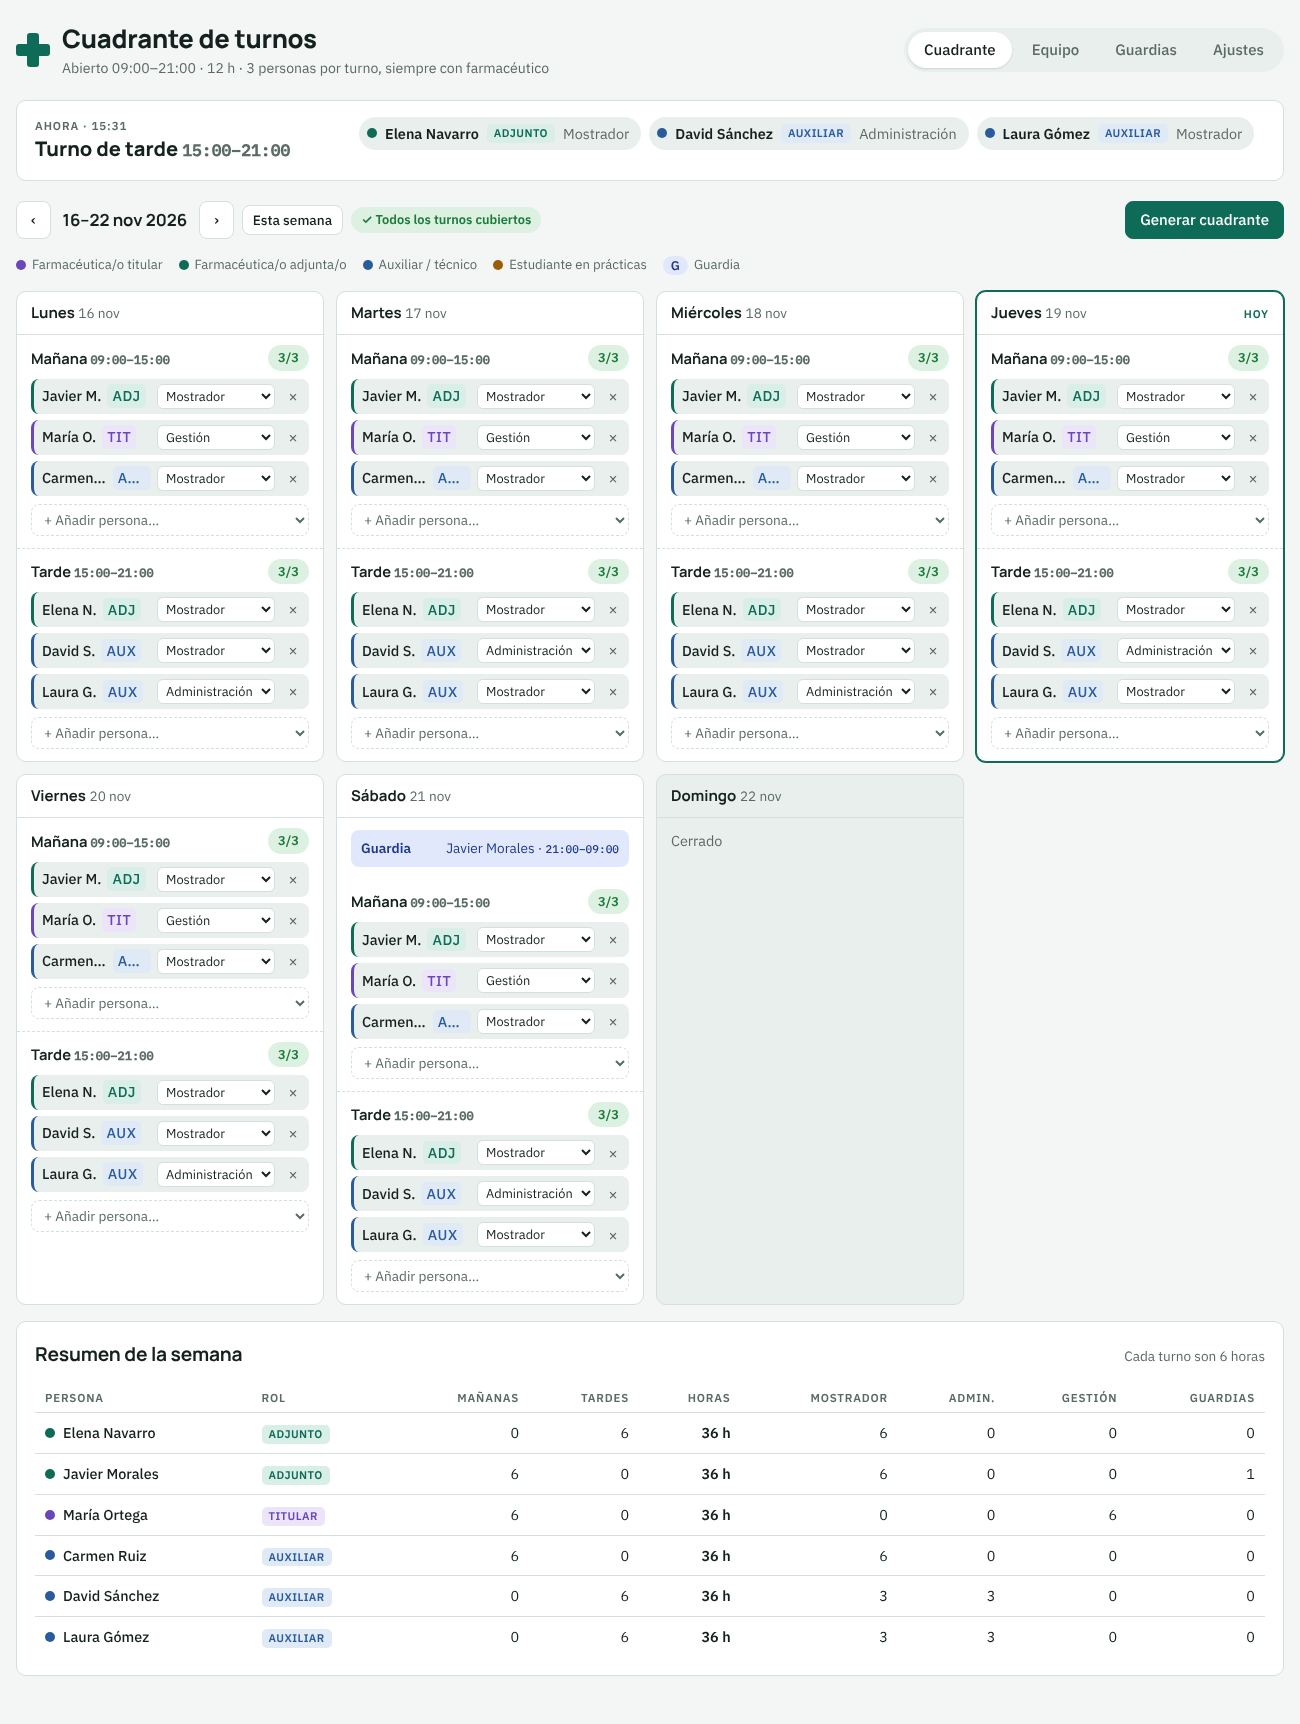 Cuadrante de turnos
Abierto 09:00–21:00 · 12 h · 3 personas por turno, siempre con farmacéutico
Cuadrante Equipo Guardias Ajustes
AHORA · 15:31
Turno de tarde 15:00–21:00
Elena Navarro ADJUNTO Mostrador
David Sánchez AUXILIAR Administración
Laura Gómez AUXILIAR Mostrador
‹ 16–22 nov 2026 › Esta semana ✓ Todos los turnos cubiertos Generar cuadrante
Farmacéutica/o titular Farmacéutica/o adjunta/o Auxiliar / técnico Estudiante en prácticas G Guardia
Lunes 16 nov
Mañana 09:00–15:00 3/3
Javier M. ADJ Mostrador ×
María O. TIT Gestión ×
Carmen... A... Mostrador ×
+ Añadir persona...
Tarde 15:00–21:00 3/3
Elena N. ADJ Mostrador ×
David S. AUX Mostrador ×
Laura G. AUX Administración ×
+ Añadir persona...
Martes 17 nov
Mañana 09:00–15:00 3/3
Javier M. ADJ Mostrador ×
María O. TIT Gestión ×
Carmen... A... Mostrador ×
+ Añadir persona...
Tarde 15:00–21:00 3/3
Elena N. ADJ Mostrador ×
David S. AUX Administración ×
Laura G. AUX Mostrador ×
+ Añadir persona...
Miércoles 18 nov
Mañana 09:00–15:00 3/3
Javier M. ADJ Mostrador ×
María O. TIT Gestión ×
Carmen... A... Mostrador ×
+ Añadir persona...
Tarde 15:00–21:00 3/3
Elena N. ADJ Mostrador ×
David S. AUX Mostrador ×
Laura G. AUX Administración ×
+ Añadir persona...
Jueves 19 nov HOY
Mañana 09:00–15:00 3/3
Javier M. ADJ Mostrador ×
María O. TIT Gestión ×
Carmen... A... Mostrador ×
+ Añadir persona...
Tarde 15:00–21:00 3/3
Elena N. ADJ Mostrador ×
David S. AUX Administración ×
Laura G. AUX Mostrador ×
+ Añadir persona...
Viernes 20 nov
Mañana 09:00–15:00 3/3
Javier M. ADJ Mostrador ×
María O. TIT Gestión ×
Carmen... A... Mostrador ×
+ Añadir persona...
Tarde 15:00–21:00 3/3
Elena N. ADJ Mostrador ×
David S. AUX Mostrador ×
Laura G. AUX Administración ×
+ Añadir persona...
Sábado 21 nov
Guardia Javier Morales · 21:00–09:00
Mañana 09:00–15:00 3/3
Javier M. ADJ Mostrador ×
María O. TIT Gestión ×
Carmen... A... Mostrador ×
+ Añadir persona...
Tarde 15:00–21:00 3/3
Elena N. ADJ Mostrador ×
David S. AUX Administración ×
Laura G. AUX Mostrador ×
+ Añadir persona...
Domingo 22 nov
Cerrado
Resumen de la semana Cada turno son 6 horas
PERSONA ROL MAÑANAS TARDES HORAS MOSTRADOR ADMIN. GESTIÓN GUARDIAS
Elena Navarro ADJUNTO 0 6 36 h 6 0 0 0
Javier Morales ADJUNTO 6 0 36 h 6 0 0 1
María Ortega TITULAR 6 0 36 h 0 0 6 0
Carmen Ruiz AUXILIAR 6 0 36 h 6 0 0 0
David Sánchez AUXILIAR 0 6 36 h 3 3 0 0
Laura Gómez AUXILIAR 0 6 36 h 3 3 0 0